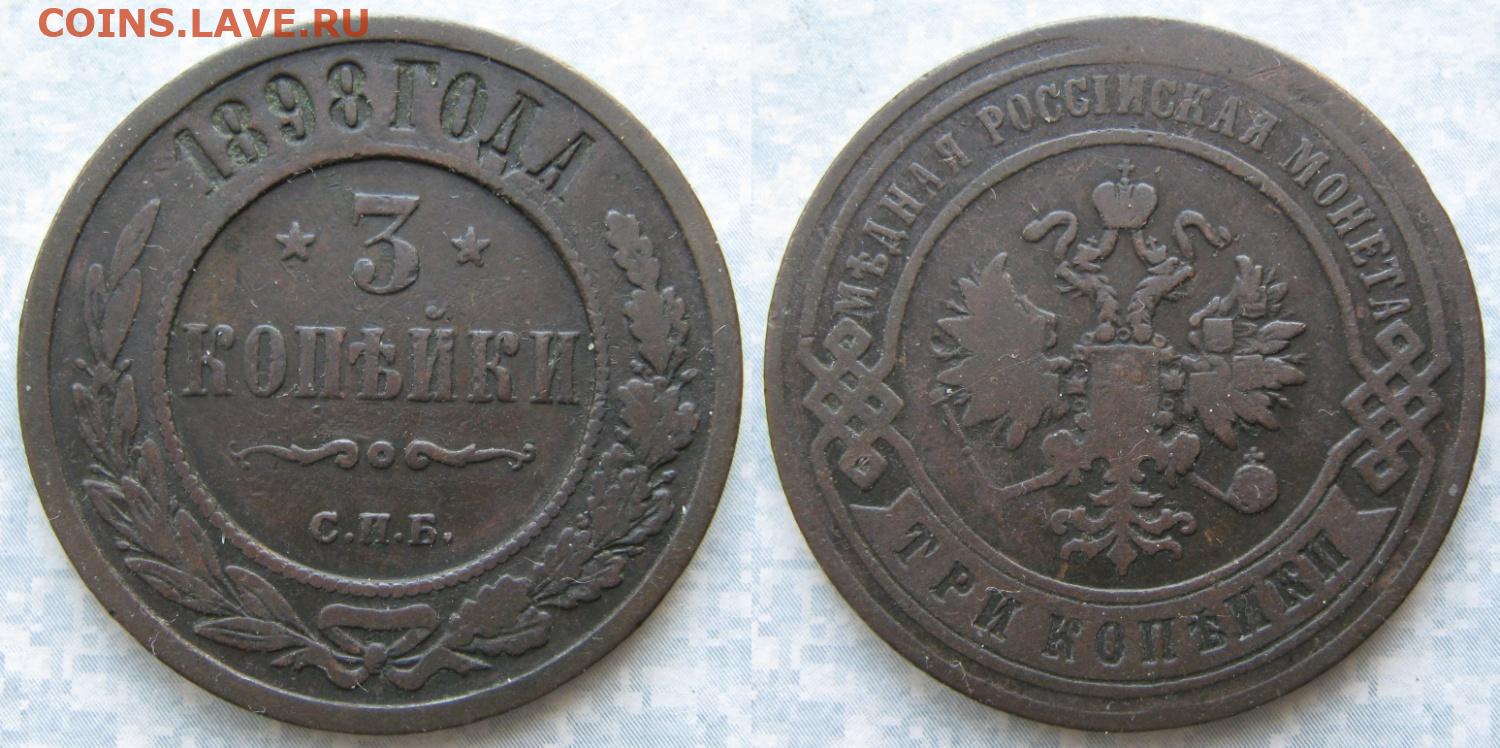 COINS.LAVE.RU
1898 ГОДА
3
КОПѢЙКИ
С.П.Б.
МѢДНАЯ РОССІЙСКАЯ МОНЕТА
ТРИ КОПѢЙКИ